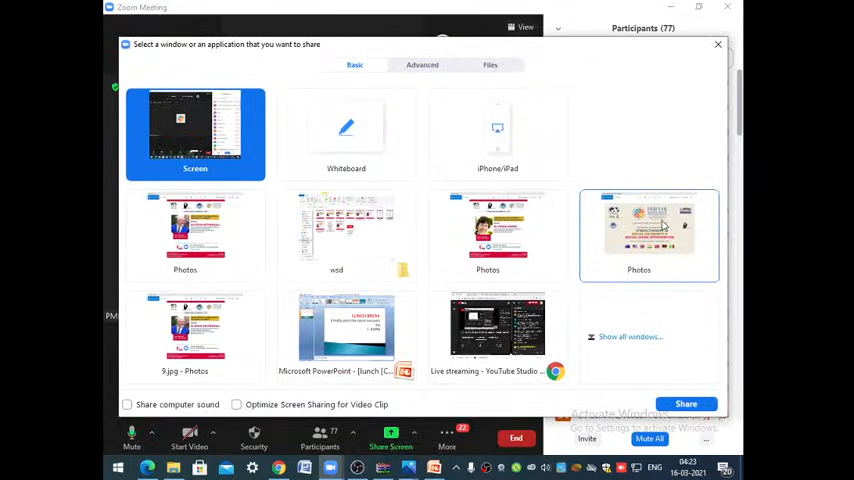 Zoom Meeting
View
Participants (77)
Select a window or an application that you want to share
Basic
Advanced
Files
Screen
Whiteboard
iPhone/iPad
Photos
wsd
Photos
Photos
LUNCH BREAK
9.jpg - Photos
Microsoft PowerPoint - [lunch [C...
Live streaming - YouTube Studio ...
Show all windows...
Share computer sound
Optimize Screen Sharing for Video Clip
Share
Activate Windows
Go to Settings to activate Windows.
Mute
Start Video
Security
77
Participants
Share Screen
22
More
End
Invite
Mute All
...
ENG
04:23
16-03-2021
20